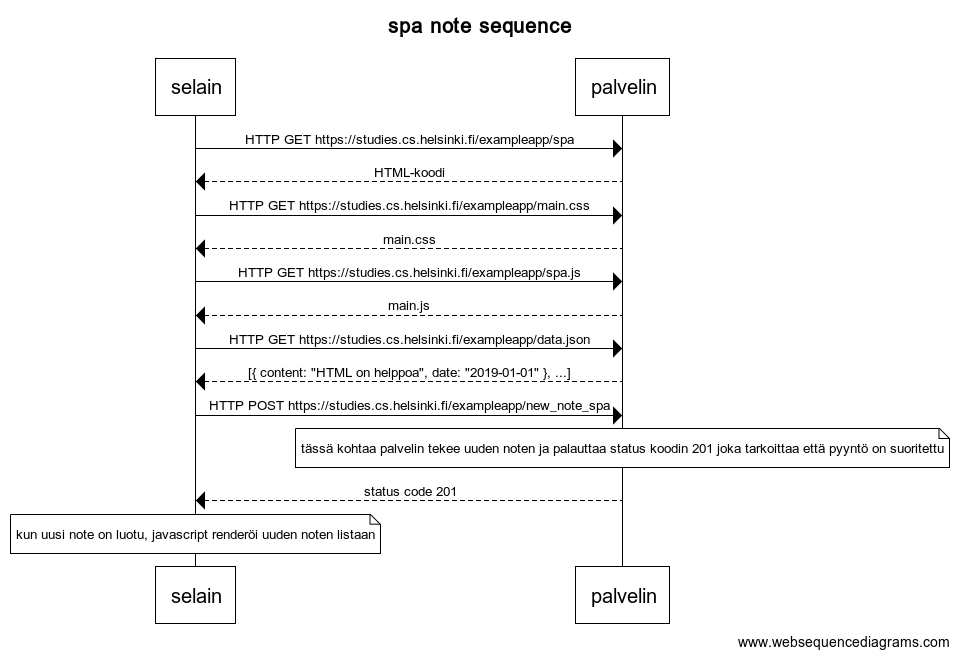 spa note sequence
selain
palvelin
HTTP GET https://studies.cs.helsinki.fi/exampleapp/spa
HTML-koodi
HTTP GET https://studies.cs.helsinki.fi/exampleapp/main.css
main.css
HTTP GET https://studies.cs.helsinki.fi/exampleapp/spa.js
main.js
HTTP GET https://studies.cs.helsinki.fi/exampleapp/data.json
[{ content: "HTML on helppoa", date: "2019-01-01" }, ...]
HTTP POST https://studies.cs.helsinki.fi/exampleapp/new_note_spa
tässä kohtaa palvelin tekee uuden noten ja palauttaa status koodin 201 joka tarkoittaa että pyyntö on suoritettu
status code 201
kun uusi note on luotu, javascript renderöi uuden noten listaan
selain
palvelin
www.websequencediagrams.com